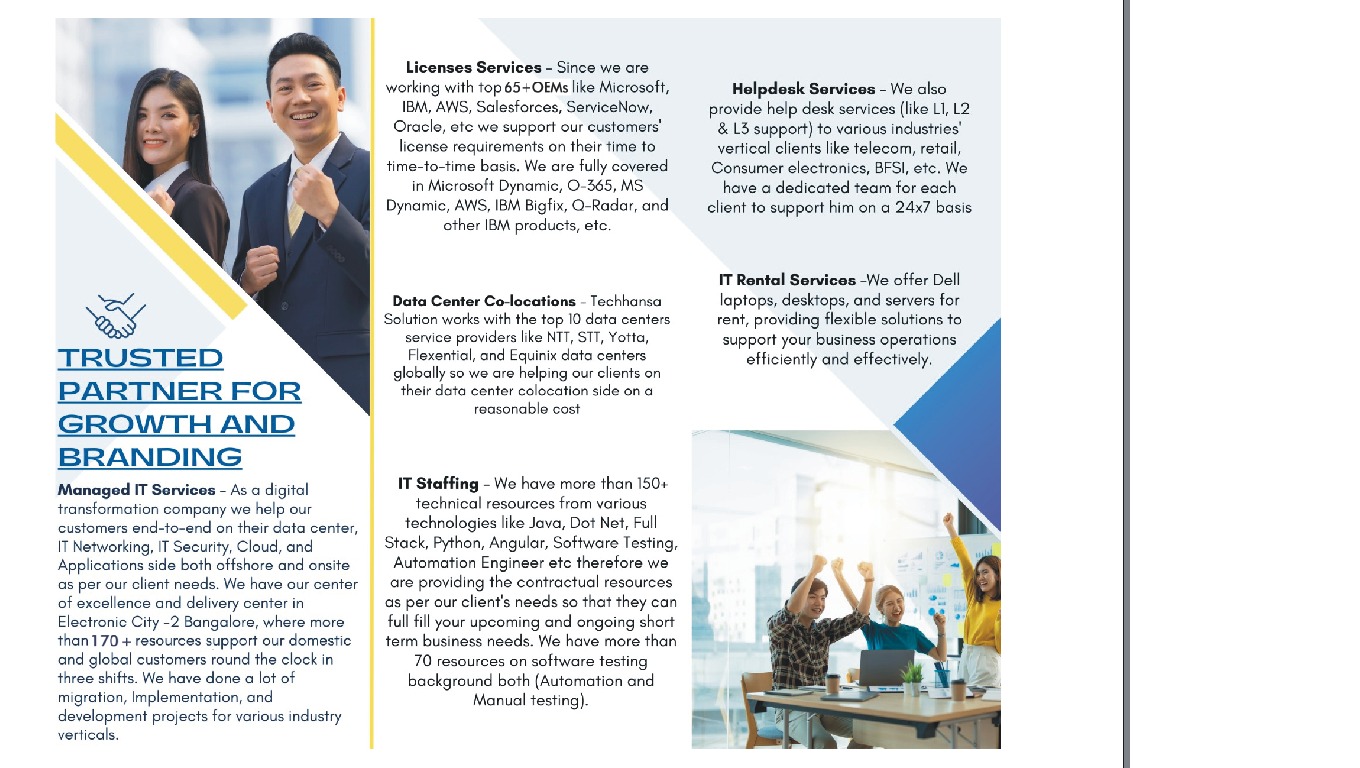 TRUSTED
PARTNER FOR
GROWTH AND
BRANDING
Managed IT Services - As a digital
transformation company we help our
customers end-to-end on their data center,
IT Networking, IT Security, Cloud, and
Applications side both offshore and onsite
as per our client needs. We have our center
of excellence and delivery center in
Electronic City -2 Bangalore, where more
than 170 + resources support our domestic
and global customers round the clock in
three shifts. We have done a lot of
migration, Implementation, and
development projects for various industry
verticals.
Licenses Services - Since we are
working with top 65+OEMs like Microsoft,
IBM, AWS, Salesforces, ServiceNow,
Oracle, etc we support our customers'
license requirements on their time to
time-to-time basis. We are fully covered
in Microsoft Dynamic, O-365, MS
Dynamic, AWS, IBM Bigfix, Q-Radar, and
other IBM products, etc.
Data Center Co-locations - Techhansa
Solution works with the top 10 data centers
service providers like NTT, STT, Yotta,
Flexential, and Equinix data centers
globally so we are helping our clients on
their data center colocation side on a
reasonable cost
IT Staffing - We have more than 150+
technical resources from various
technologies like Java, Dot Net, Full
Stack, Python, Angular, Software Testing,
Automation Engineer etc therefore we
are providing the contractual resources
as per our client's needs so that they can
full fill your upcoming and ongoing short
term business needs. We have more than
70 resources on software testing
background both (Automation and
Manual testing).
Helpdesk Services - We also
provide help desk services (like L1, L2
& L3 support) to various industries'
vertical clients like telecom, retail,
Consumer electronics, BFSI, etc. We
have a dedicated team for each
client to support him on a 24x7 basis
IT Rental Services -We offer Dell
laptops, desktops, and servers for
rent, providing flexible solutions to
support your business operations
efficiently and effectively.